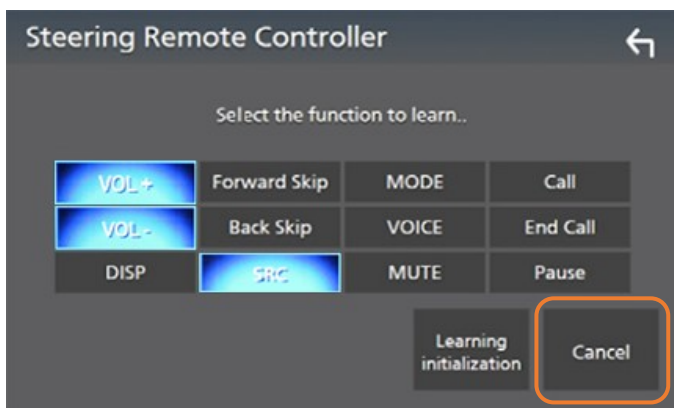 Steering Remote Controller
Select the function to learn..
VOL + Forward Skip MODE Call
VOL - Back Skip VOICE End Call
DISP SRC MUTE Pause
Learning
initialization
Cancel